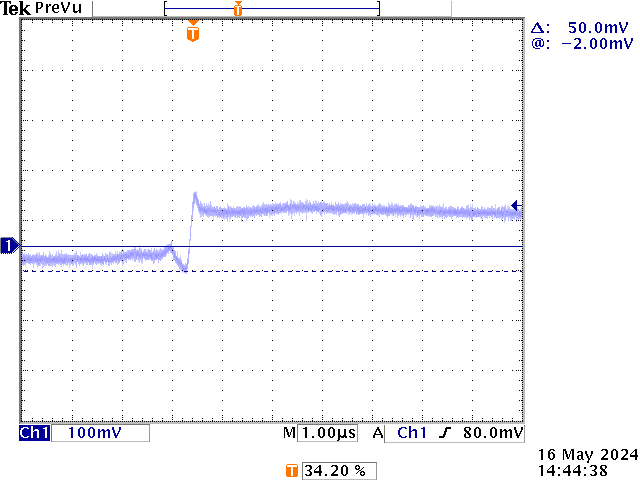 Tek PreVu
T
T
Δ: 50.0mV
@: −2.00mV
1
Ch1 100mV M 1.00µs A Ch1 80.0mV
T 34.20 %
16 May 2024
14:44:38